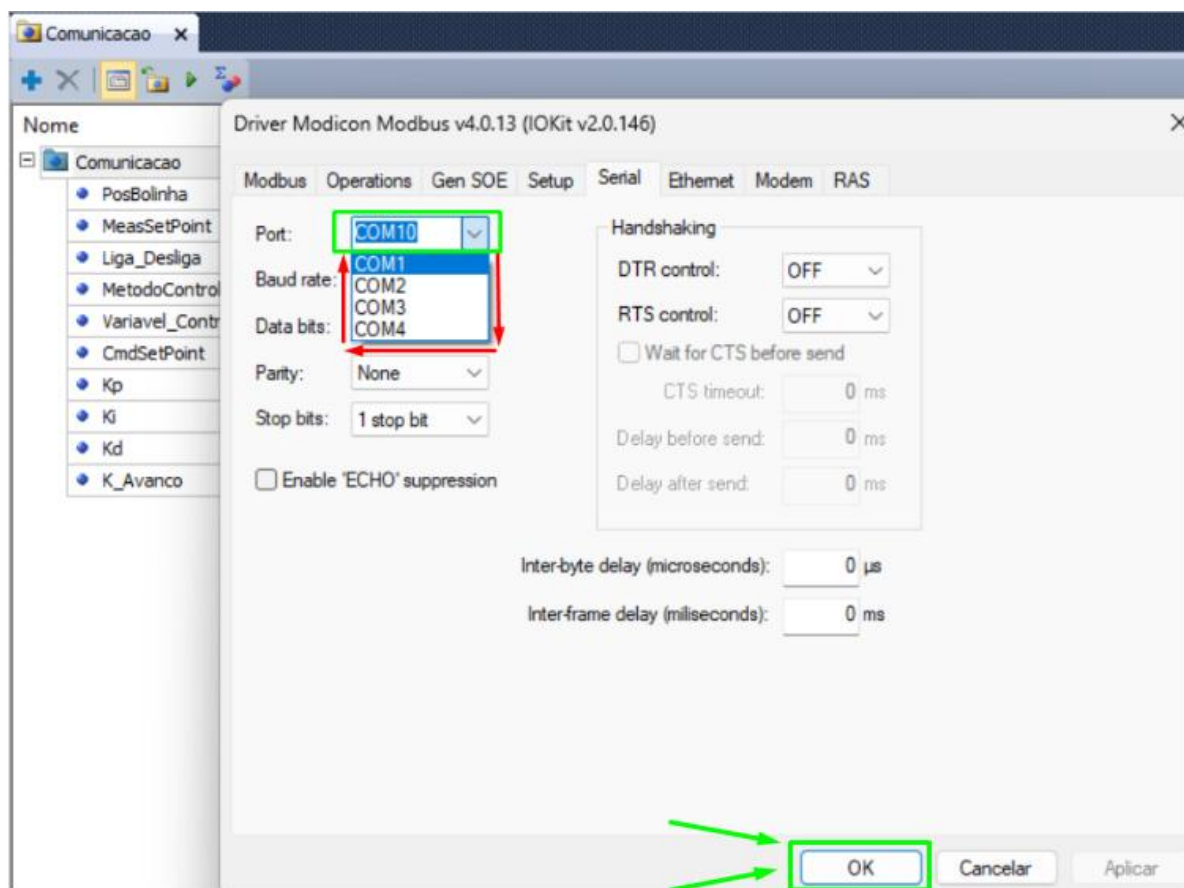 Comunicacao
Nome
Comunicacao
PosBolinha
MeasSetPoint
Liga_Desliga
MetodoControl
Variavel_Contr
CmdSetPoint
Kp
Ki
Kd
K_Avanco
Driver Modicon Modbus v4.0.13 (IOKit v2.0.146)
Modbus Operations Gen SOE Setup Serial Ethernet Modem RAS
Port: COM10
COM1
COM2
COM3
COM4
Baud rate:
Data bits:
Parity: None
Stop bits: 1 stop bit
Enable "ECHO" suppression
Handshaking
DTR control: OFF
RTS control: OFF
Wait for CTS before send
CTS timeout: 0 ms
Delay before send: 0 ms
Delay after send: 0 ms
Inter-byte delay (microseconds): 0 µs
Inter-frame delay (miliseconds): 0 ms
OK Cancelar Aplicar